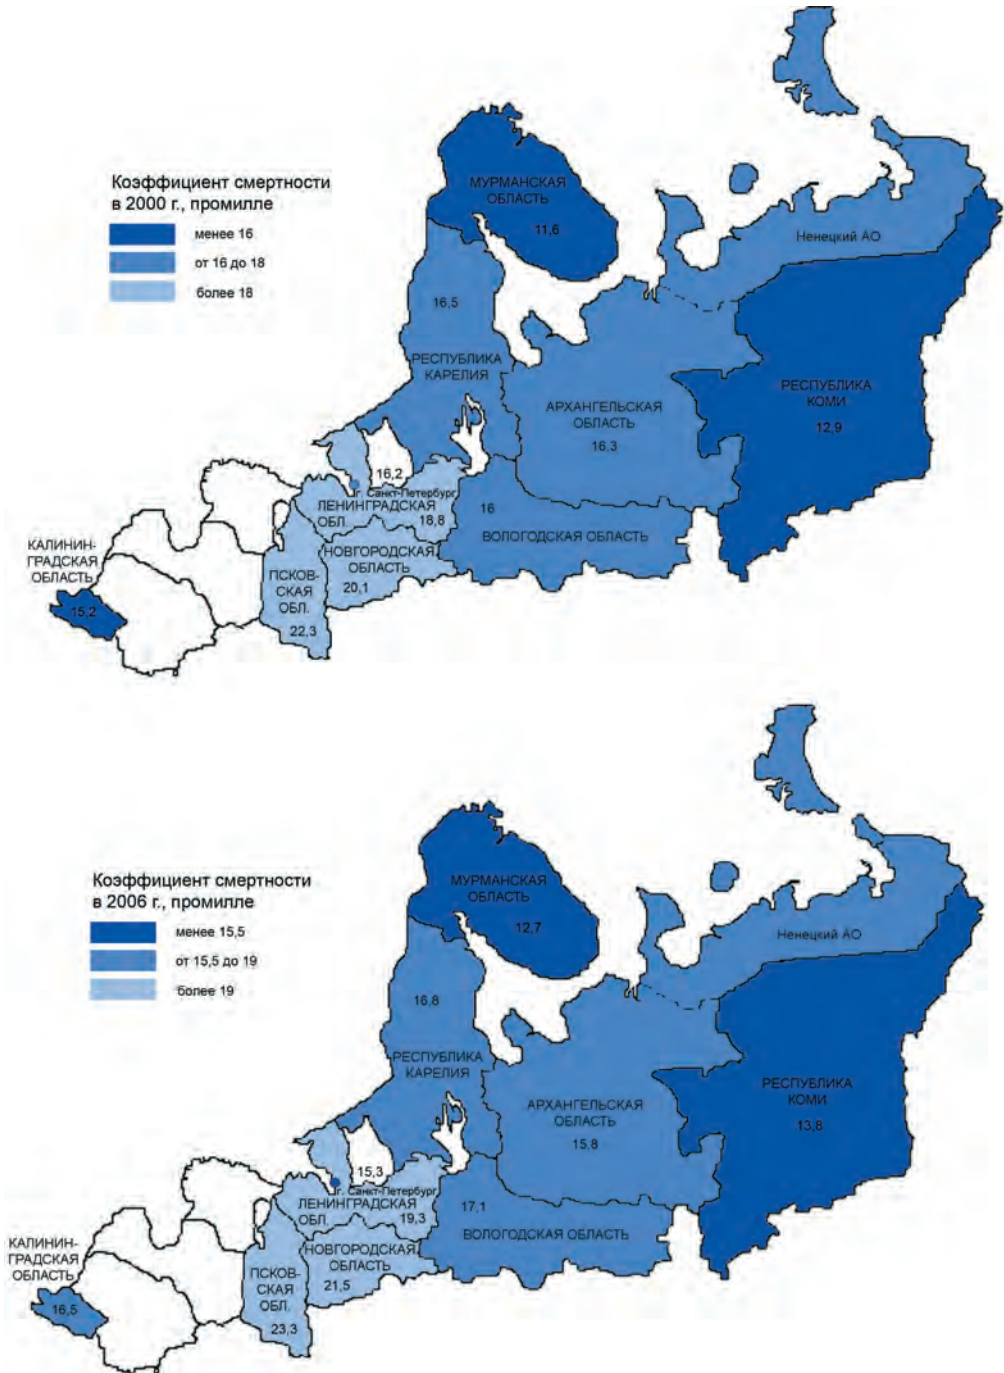 Коэффициент смертности
в 2000 г., промилле
менее 16
от 16 до 18
более 18
МУРМАНСКАЯ
ОБЛАСТЬ
11,6
Ненецкий АО
16,5
РЕСПУБЛИКА
КАРЕЛИЯ
РЕСПУБЛИКА
КОМИ
12,9
АРХАНГЕЛЬСКАЯ
ОБЛАСТЬ
16,3
16,2
г. Санкт-Петербург
ЛЕНИНГРАДСКАЯ
ОБЛ.
18,8
16
ВОЛОГОДСКАЯ ОБЛАСТЬ
НОВГОРОДСКАЯ
ОБЛАСТЬ
20,1
КАЛИНИН-
ГРАДСКАЯ
ОБЛАСТЬ
15,2
ПСКОВ-
СКАЯ
ОБЛ.
22,3
Коэффициент смертности
в 2006 г., промилле
менее 15,5
от 15,5 до 19
более 19
МУРМАНСКАЯ
ОБЛАСТЬ
12,7
Ненецкий АО
16,8
РЕСПУБЛИКА
КАРЕЛИЯ
РЕСПУБЛИКА
КОМИ
13,8
АРХАНГЕЛЬСКАЯ
ОБЛАСТЬ
15,8
15,3
г. Санкт-Петербург
ЛЕНИНГРАДСКАЯ
ОБЛ.
19,3
17,1
ВОЛОГОДСКАЯ ОБЛАСТЬ
НОВГОРОДСКАЯ
ОБЛАСТЬ
21,5
КАЛИНИН-
ГРАДСКАЯ
ОБЛАСТЬ
16,5
ПСКОВ-
СКАЯ
ОБЛ.
23,3